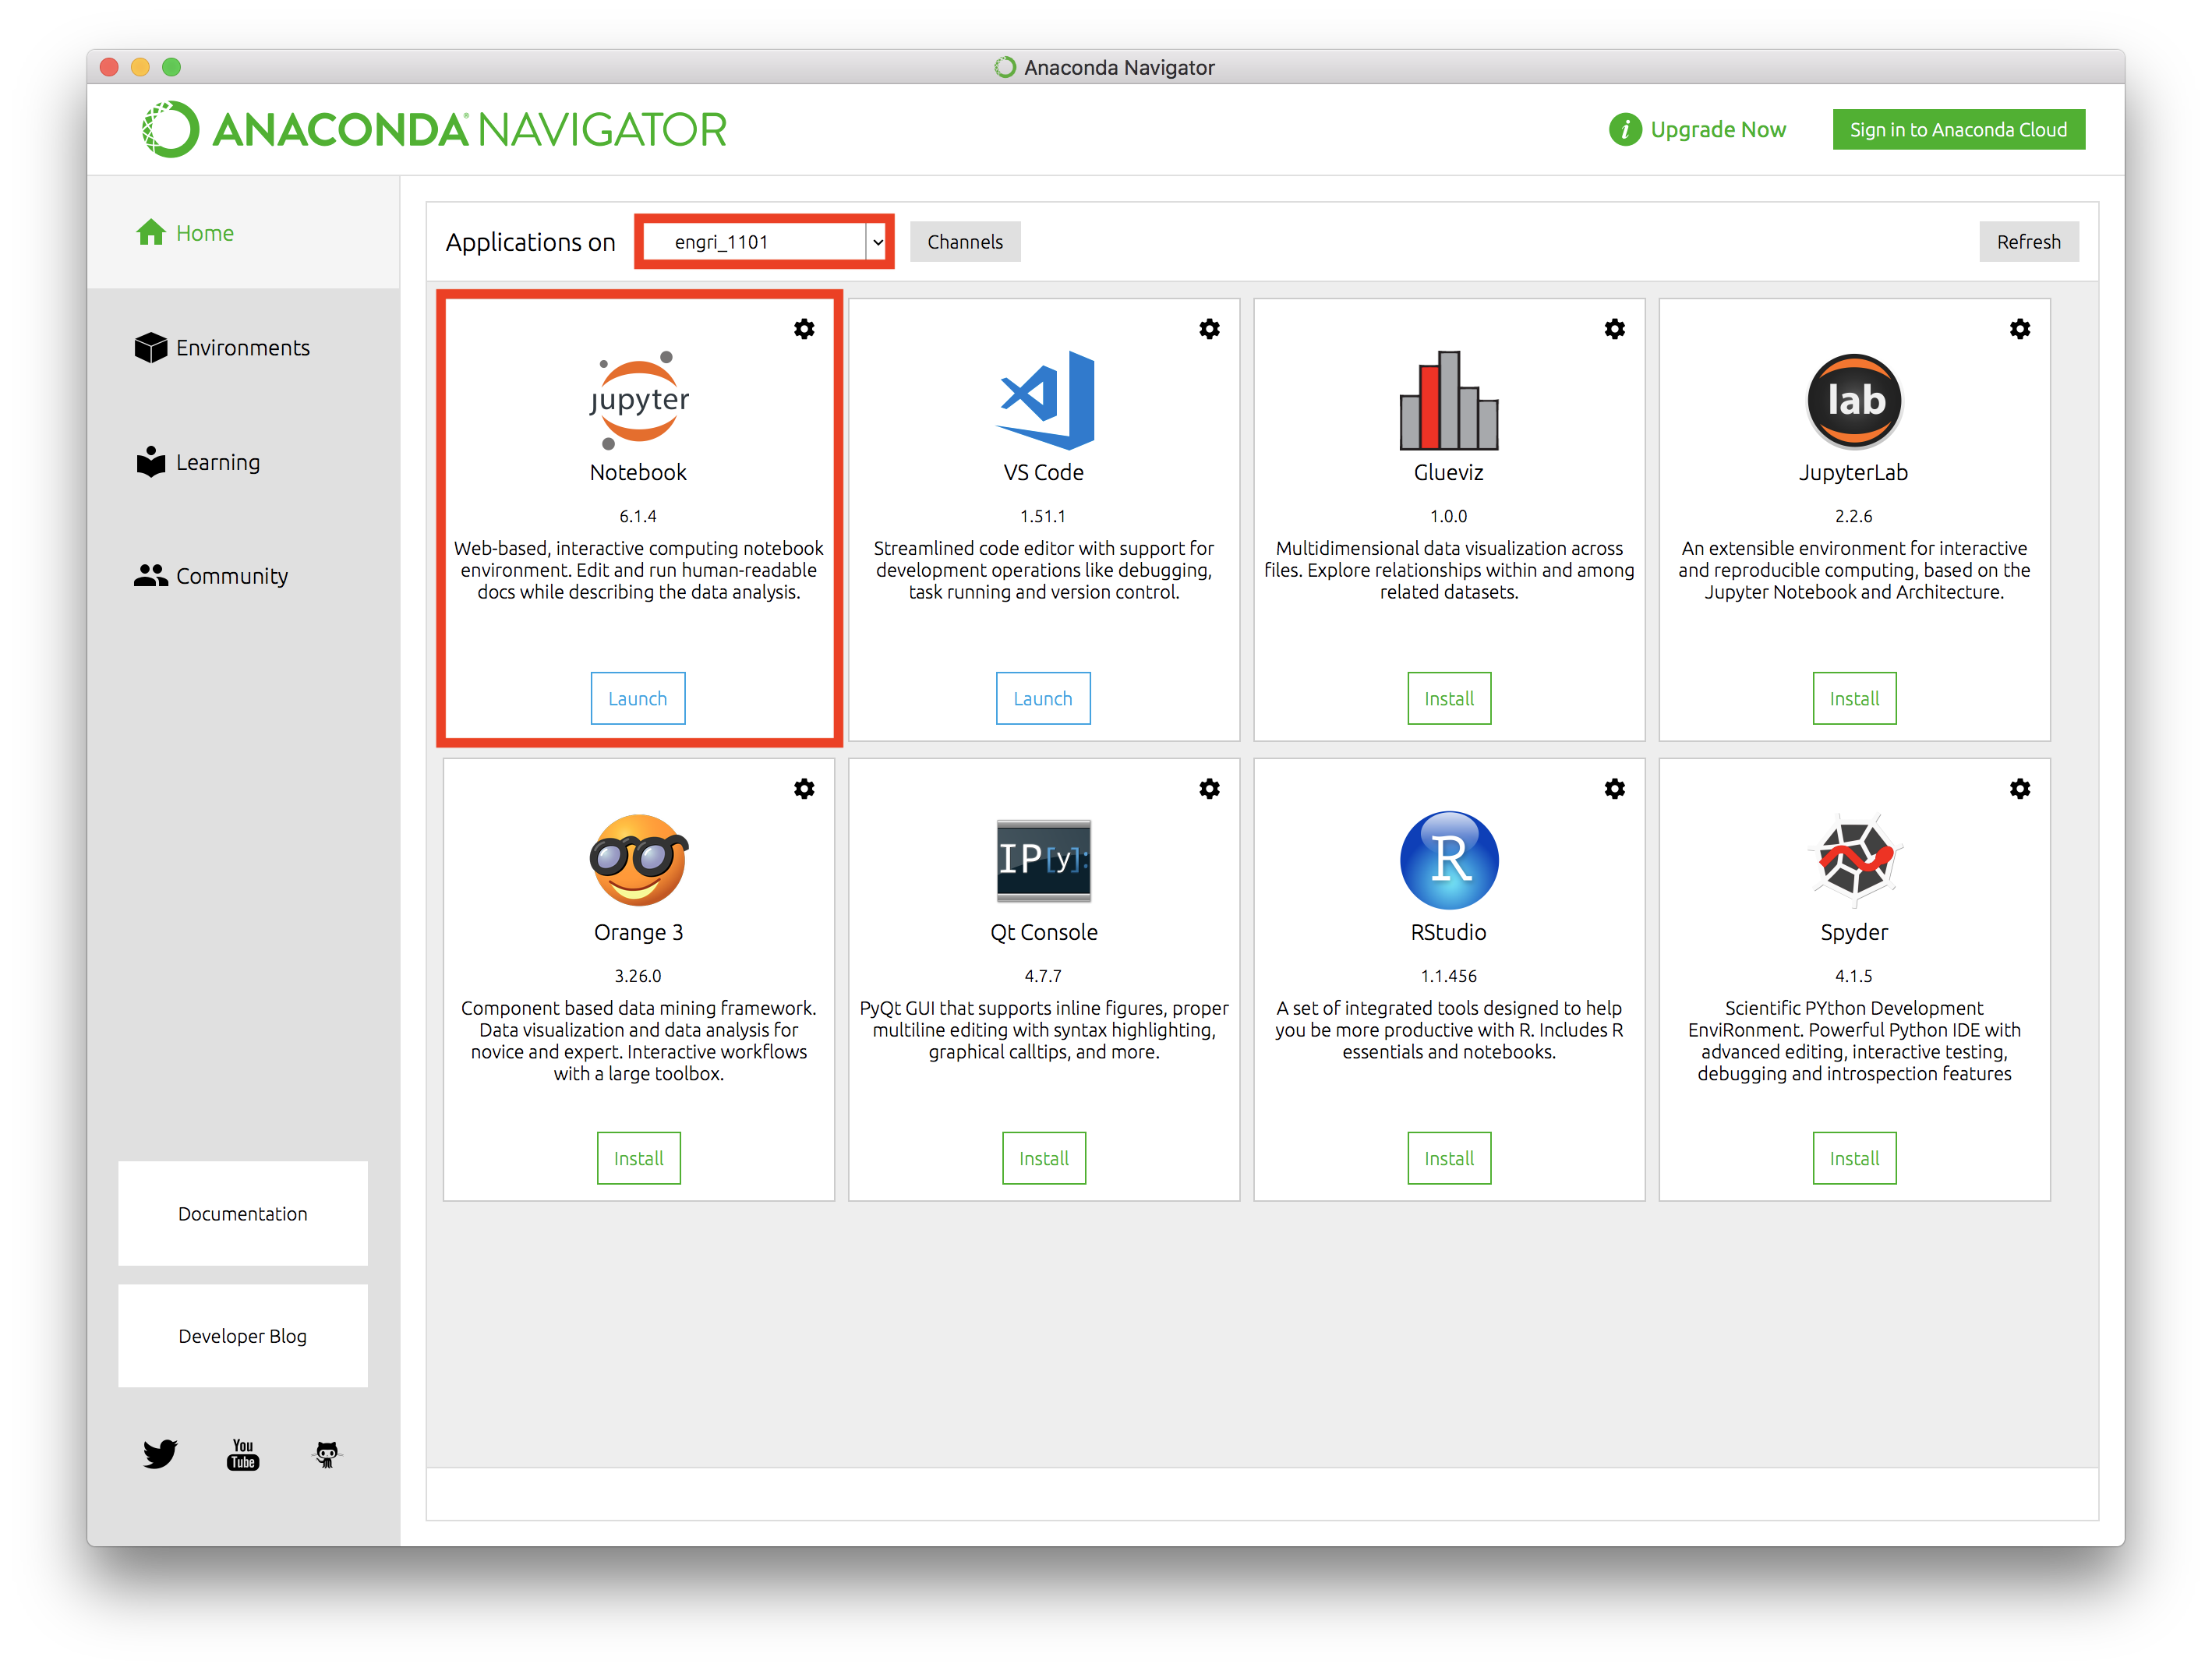 Anaconda Navigator
ANACONDA® NAVIGATOR
i Upgrade Now
Sign in to Anaconda Cloud
Home
Environments
Learning
Community
Documentation
Developer Blog
You
Tube
Applications on
engri_1101
Channels
Refresh
jupyter
Notebook
6.1.4
Web-based, interactive computing notebook
environment. Edit and run human-readable
docs while describing the data analysis.
Launch
VS Code
1.51.1
Streamlined code editor with support for
development operations like debugging,
task running and version control.
Launch
Glueviz
1.0.0
Multidimensional data visualization across
files. Explore relationships within and among
related datasets.
Install
lab
JupyterLab
2.2.6
An extensible environment for interactive
and reproducible computing, based on the
Jupyter Notebook and Architecture.
Install
Orange 3
3.26.0
Component based data mining framework.
Data visualization and data analysis for
novice and expert. Interactive workflows
with a large toolbox.
Install
IP[y]:
Qt Console
4.7.7
PyQt GUI that supports inline figures, proper
multiline editing with syntax highlighting,
graphical calltips, and more.
Install
R
RStudio
1.1.456
A set of integrated tools designed to help
you be more productive with R. Includes R
essentials and notebooks.
Install
Spyder
4.1.5
Scientific PYthon Development
EnviRonment. Powerful Python IDE with
advanced editing, interactive testing,
debugging and introspection features
Install